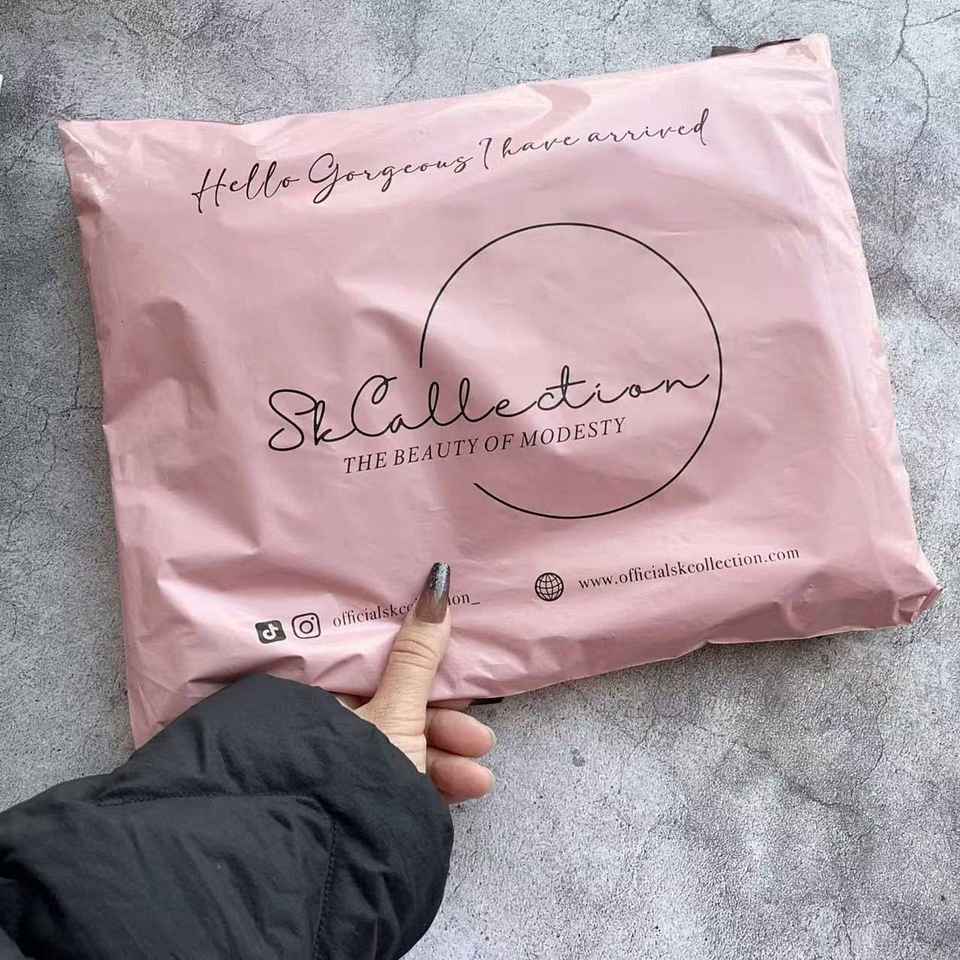 Hello Gorgeous I have arrived
SkCollection
THE BEAUTY OF MODESTY
www.officialskcollection.com